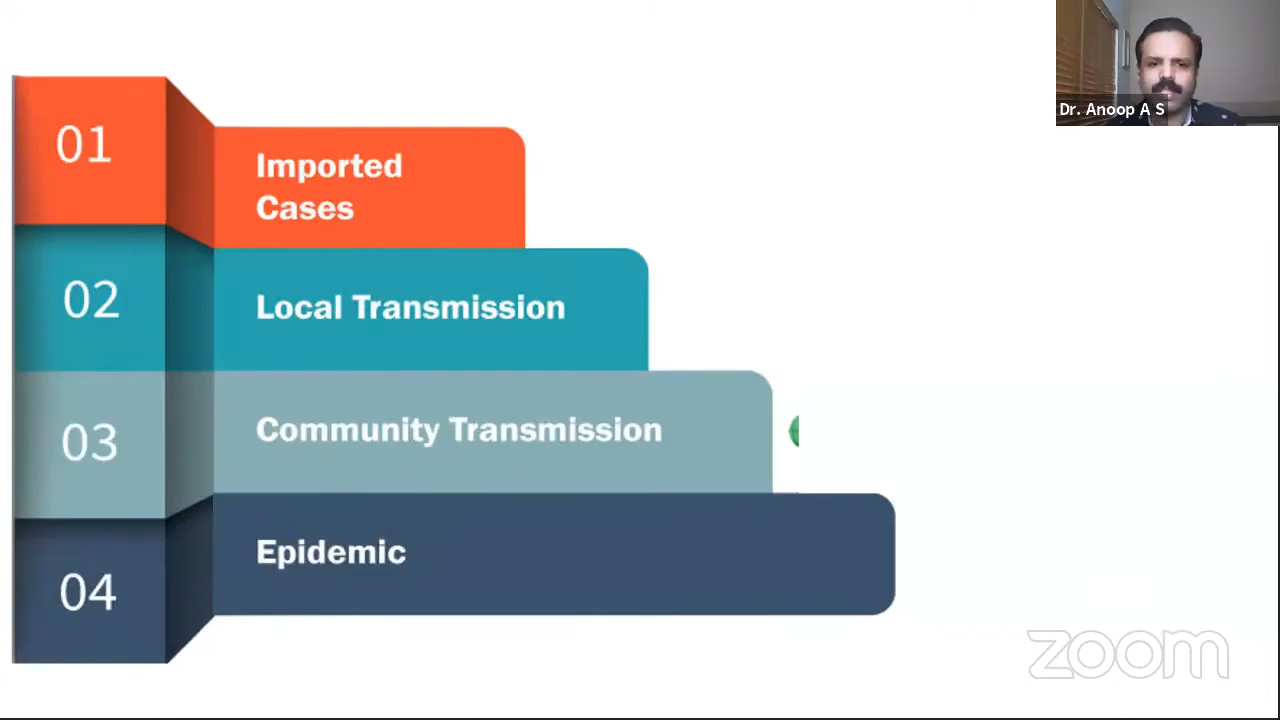 Dr. Anoop A S
01
Imported
Cases
02
Local Transmission
03
Community Transmission
04
Epidemic
zoom